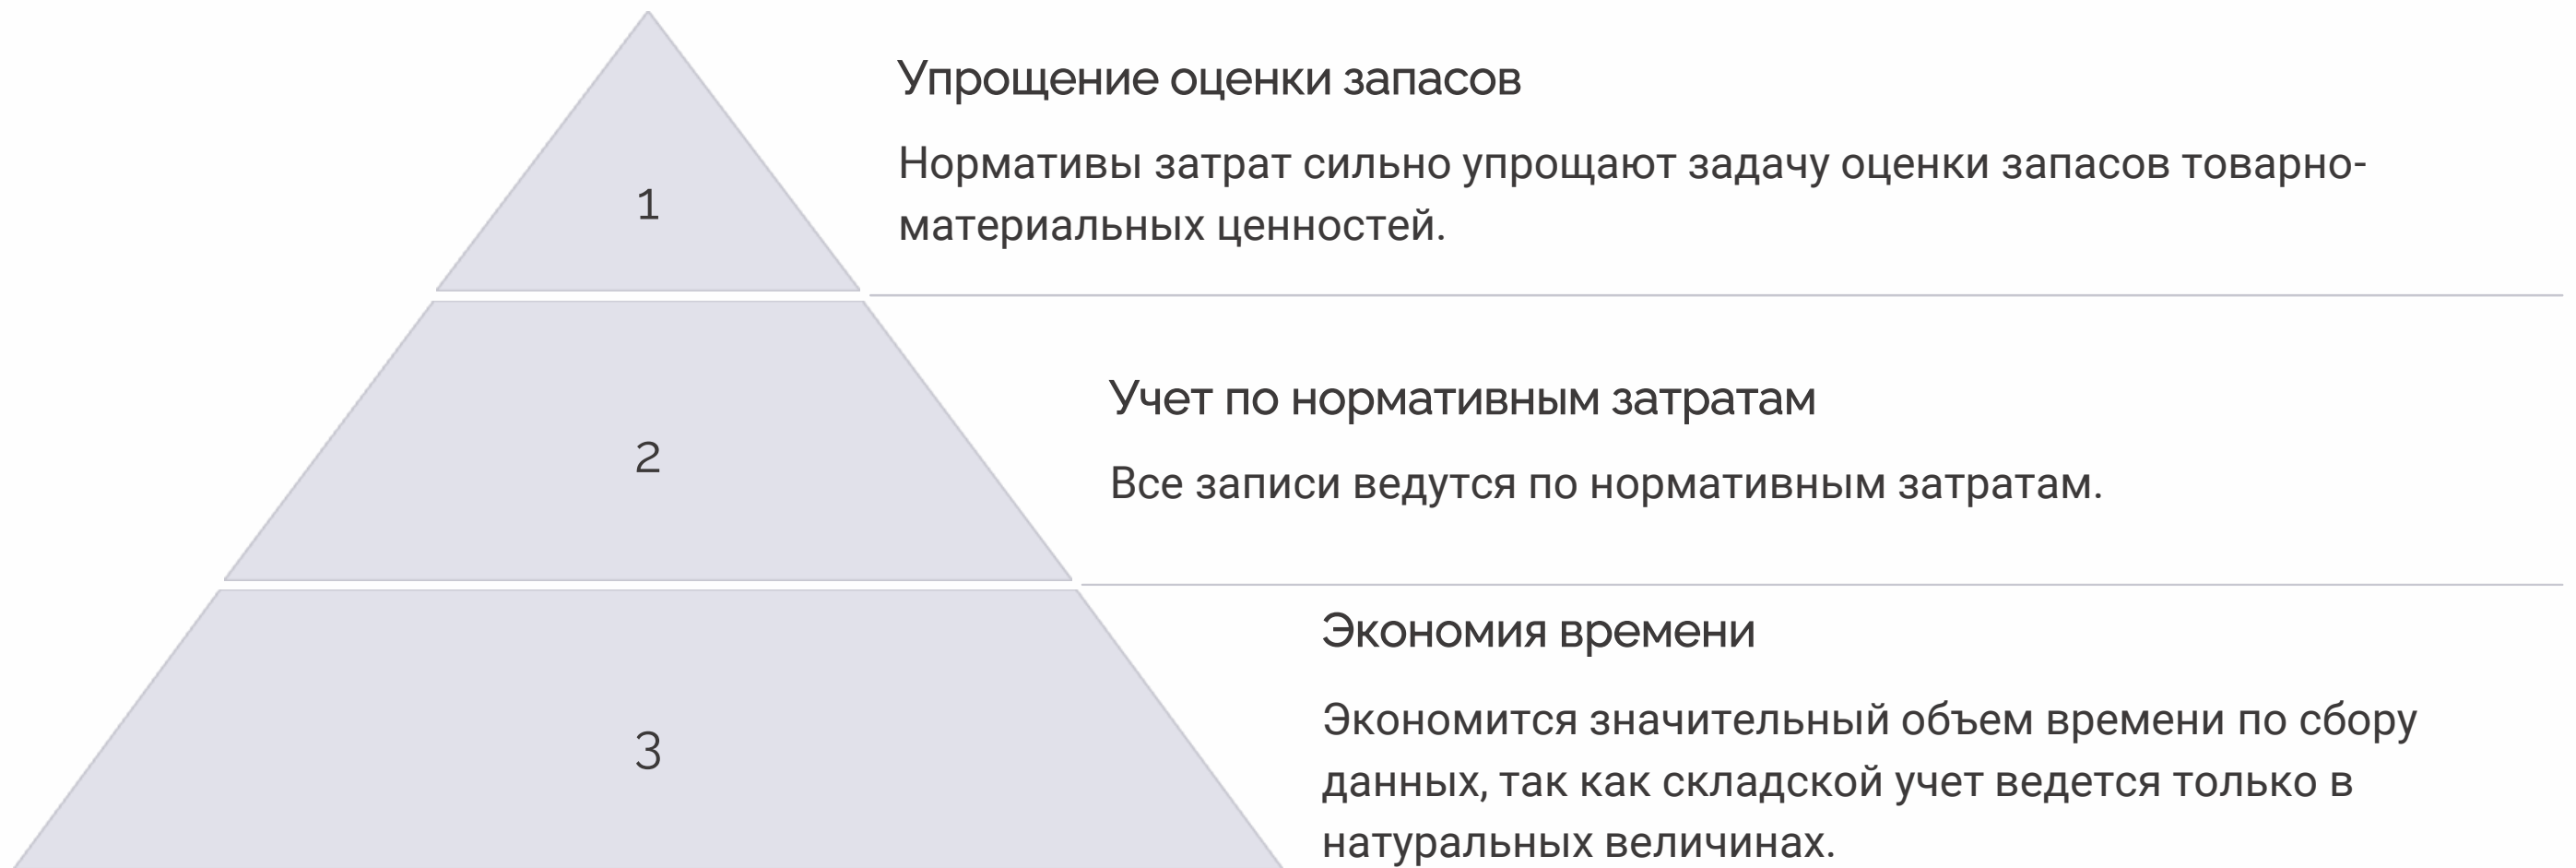 Упрощение оценки запасов
Нормативы затрат сильно упрощают задачу оценки запасов товарно-
материальных ценностей.
1
Учет по нормативным затратам
2
Все записи ведутся по нормативным затратам.
Экономия времени
Экономится значительный объем времени по сбору
3
данных, так как складской учет ведется только в
натуральных величинах.